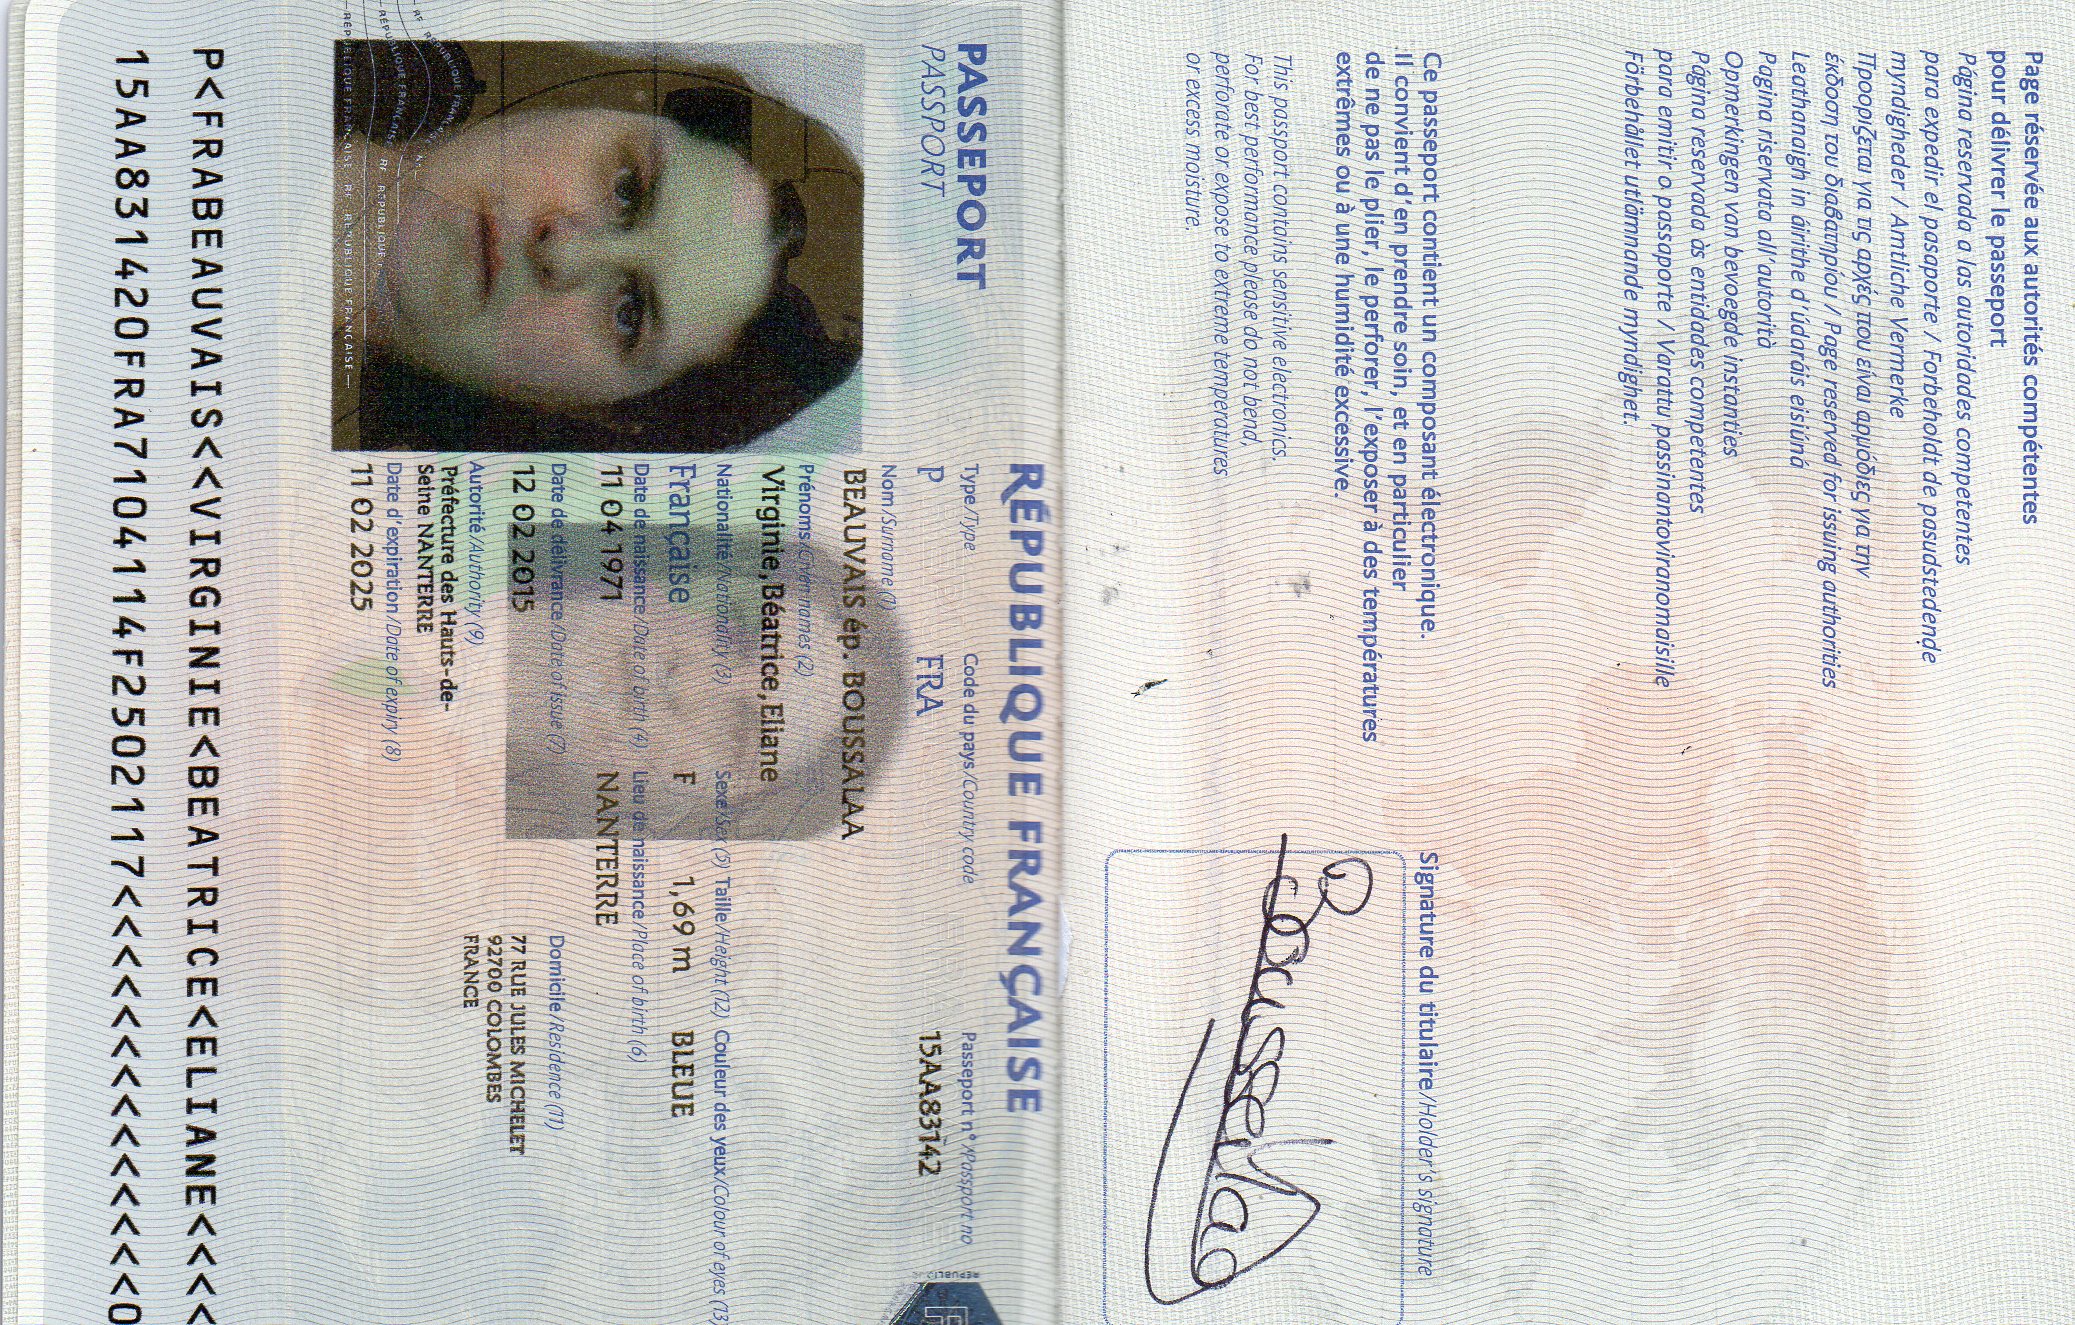 Page réservée aux autorités compétentes
pour délivrer le passeport
Página reservada a las autoridades competentes
para expedir el pasaporte / Forbeholdt de pasudstedende
myndigheder / Amtliche Vermerke
Προορίζεται για τις αρχές που είναι αρμόδιες για την
έκδοση του διαβατηρίου / Page reserved for issuing authorities
Leathanaigh in áirithe d'údaráis eisiúná
Pagina riservata all'autorità
Opmerkingen van bevoegde instanties
Página reservada às entidades competentes
para emitir o passaporte / Varattu passinantoviranomaisille
Förbehållet utlämnande myndighet.
Ce passeport contient un composant électronique.
Il convient d'en prendre soin, et en particulier
de ne pas le plier, le perforer, l'exposer à des températures
extrêmes ou à une humidité excessive.
This passport contains sensitive electronics.
For best performance please do not bend,
perforate or expose to extreme temperatures
or excess moisture.
Signature du titulaire/Holder's signature
RÉPUBLIQUE FRANÇAISE
PASSEPORT
PASSPORT
Type/Type Code du pays/Country code Passeport n°/Passport no
P FRA 15AA83142
Nom/Surname (1)
BEAUVAIS ép. BOUSSALAA
Prénoms/Given names (2)
Virginie,Béatrice,Eliane
Nationalité/Nationality (3) Sexe/Sex (5) Taille/Height (12) Couleur des yeux/Colour of eyes (13)
Française F 1,69 m BLEUE
Date de naissance/Date of birth (4) Lieu de naissance/Place of birth (6)
11 04 1971 NANTERRE
Date de délivrance/Date of issue (7) Domicile/Residence (11)
12 02 2015 77 RUE JULES MICHELET
92700 COLOMBES
FRANCE
Autorité/Authority (9)
Préfecture des Hauts-de-
Seine NANTERRE
Date d'expiration/Date of expiry (8)
11 02 2025
P<FRABEAUVAIS<<VIRGINIE<BEATRICE<ELIANE<<<<
15AA831420FRA7104114F2502117<<<<<<<<<<<<<<0